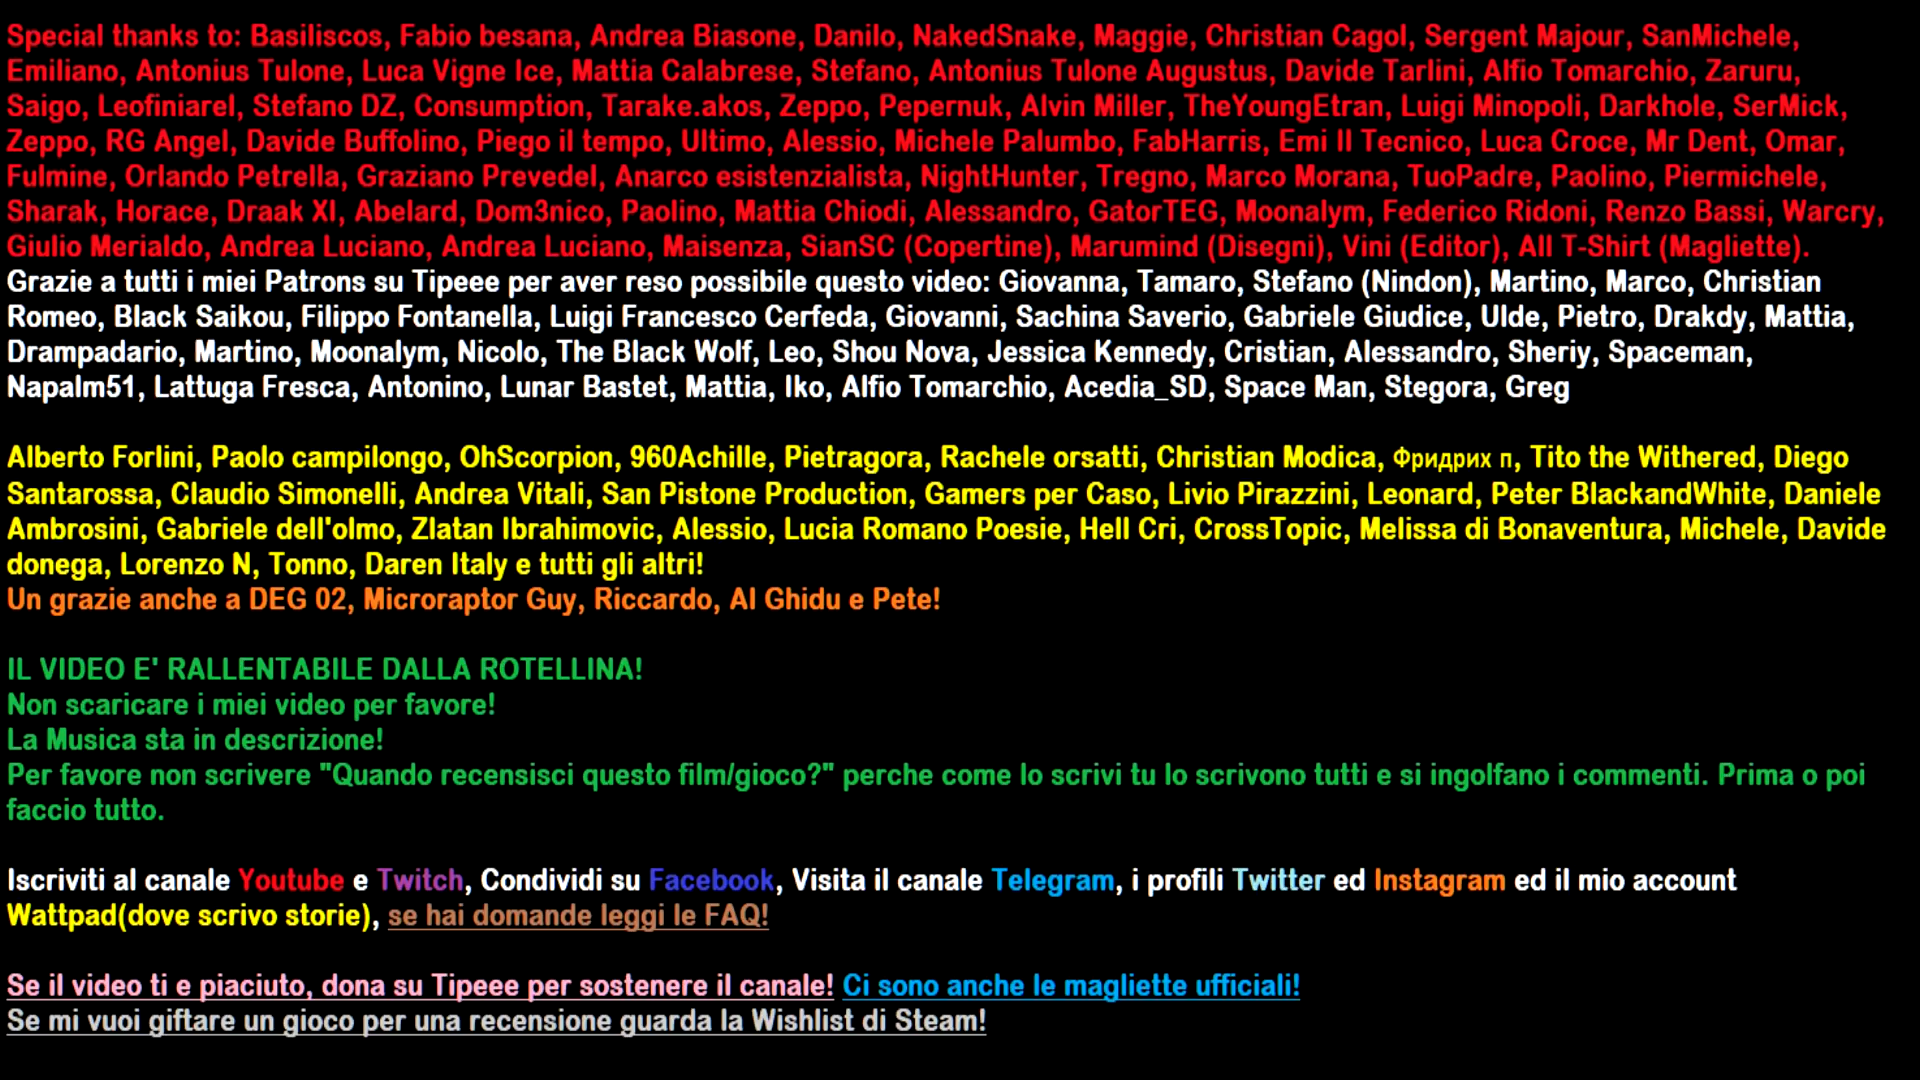 Special thanks to: Basiliscos, Fabio besana, Andrea Biasone, Danilo, NakedSnake, Maggie, Christian Cagol, Sergent Majour, SanMichele,
Emiliano, Antonius Tulone, Luca Vigne Ice, Mattia Calabrese, Stefano, Antonius Tulone Augustus, Davide Tarlini, Alfio Tomarchio, Zaruru,
Saigo, Leofiniarel, Stefano DZ, Consumption, Tarake.akos, Zeppo, Pepernuk, Alvin Miller, TheYoungEtran, Luigi Minopoli, Darkhole, SerMick,
Zeppo, RG Angel, Davide Buffolino, Piego il tempo, Ultimo, Alessio, Michele Palumbo, FabHarris, Emi Il Tecnico, Luca Croce, Mr Dent, Omar,
Fulmine, Orlando Petrella, Graziano Prevedel, Anarco esistenzialista, NightHunter, Tregno, Marco Morana, TuoPadre, Paolino, Piermichele,
Sharak, Horace, Draak XI, Abelard, Dom3nico, Paolino, Mattia Chiodi, Alessandro, GatorTEG, Moonalym, Federico Ridoni, Renzo Bassi, Warcry,
Giulio Merialdo, Andrea Luciano, Andrea Luciano, Maisenza, SianSC (Copertine), Marumind (Disegni), Vini (Editor), All T-Shirt (Magliette).
Grazie a tutti i miei Patrons su Tipeee per aver reso possibile questo video: Giovanna, Tamaro, Stefano (Nindon), Martino, Marco, Christian
Romeo, Black Saikou, Filippo Fontanella, Luigi Francesco Cerfeda, Giovanni, Sachina Saverio, Gabriele Giudice, Ulde, Pietro, Drakdy, Mattia,
Drampadario, Martino, Moonalym, Nicolo, The Black Wolf, Leo, Shou Nova, Jessica Kennedy, Cristian, Alessandro, Sheriy, Spaceman,
Napalm51, Lattuga Fresca, Antonino, Lunar Bastet, Mattia, Iko, Alfio Tomarchio, Acedia_SD, Space Man, Stegora, Greg
Alberto Forlini, Paolo campilongo, OhScorpion, 960Achille, Pietragora, Rachele orsatti, Christian Modica, Фридрих п, Tito the Withered, Diego
Santarossa, Claudio Simonelli, Andrea Vitali, San Pistone Production, Gamers per Caso, Livio Pirazzini, Leonard, Peter BlackandWhite, Daniele
Ambrosini, Gabriele dell'olmo, Zlatan Ibrahimovic, Alessio, Lucia Romano Poesie, Hell Cri, CrossTopic, Melissa di Bonaventura, Michele, Davide
donega, Lorenzo N, Tonno, Daren Italy e tutti gli altri!
Un grazie anche a DEG 02, Microraptor Guy, Riccardo, Al Ghidu e Pete!
IL VIDEO E' RALLENTABILE DALLA ROTELLINA!
Non scaricare i miei video per favore!
La Musica sta in descrizione!
Per favore non scrivere "Quando recensisci questo film/gioco?" perche come lo scrivi tu lo scrivono tutti e si ingolfano i commenti. Prima o poi
faccio tutto.
Iscriviti al canale Youtube e Twitch, Condividi su Facebook, Visita il canale Telegram, i profili Twitter ed Instagram ed il mio account
Wattpad(dove scrivo storie), se hai domande leggi le FAQ!
Se il video ti e piaciuto, dona su Tipeee per sostenere il canale! Ci sono anche le magliette ufficiali!
Se mi vuoi giftare un gioco per una recensione guarda la Wishlist di Steam!